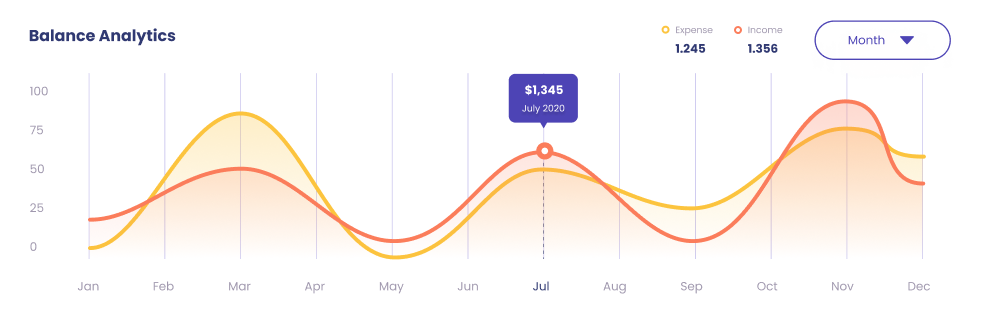 Balance Analytics
Expense
1.245
Income
1.356
Month
100
75
50
25
0
$1,345
July 2020
Jan Feb Mar Apr May Jun Jul Aug Sep Oct Nov Dec